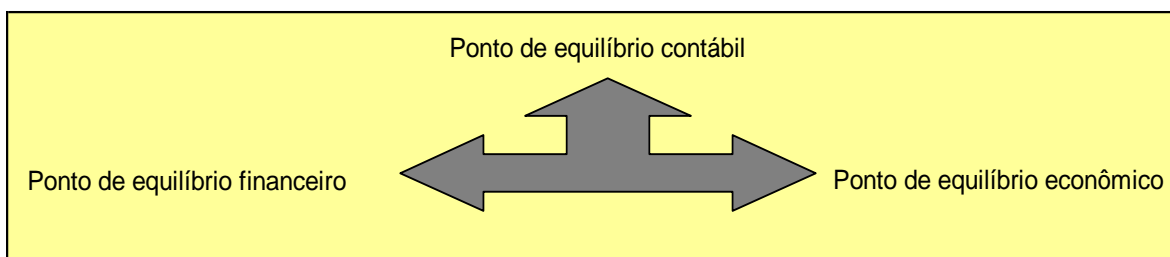 Ponto de equilíbrio contábil
Ponto de equilíbrio financeiro
Ponto de equilíbrio econômico